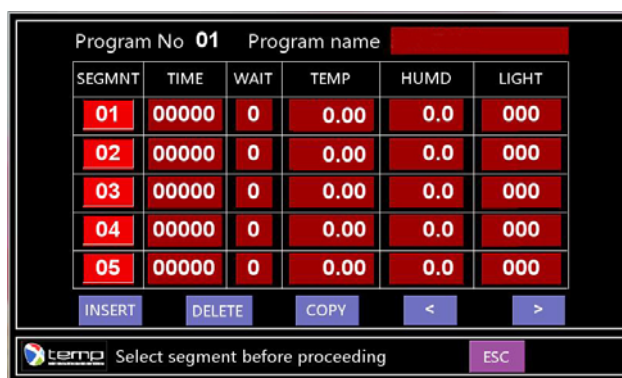 Program No 01 Program name
SEGMNT TIME WAIT TEMP HUMD LIGHT
01 00000 0 0.00 0.0 000
02 00000 0 0.00 0.0 000
03 00000 0 0.00 0.0 000
04 00000 0 0.00 0.0 000
05 00000 0 0.00 0.0 000
INSERT DELETE COPY < >
temp Select segment before proceeding ESC